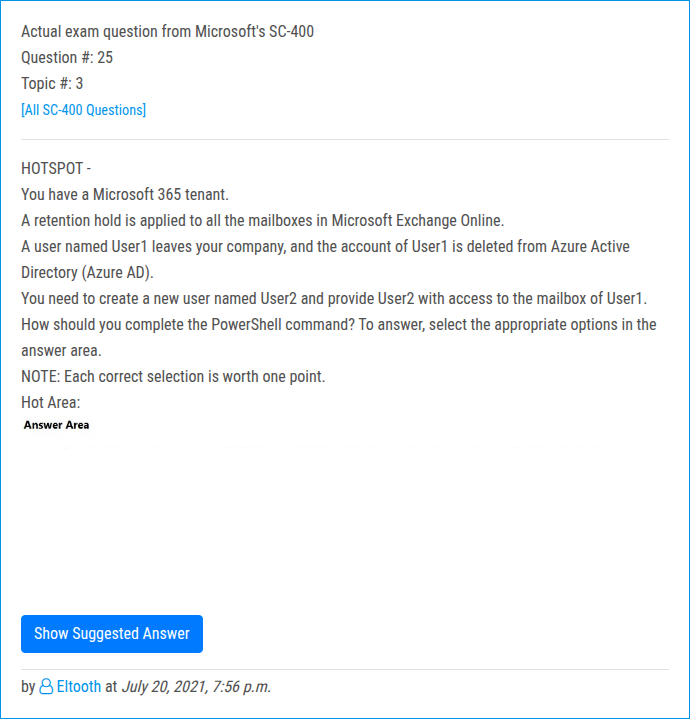 Actual exam question from Microsoft's SC-400
Question #: 25
Topic #: 3
[All SC-400 Questions]
HOTSPOT -
You have a Microsoft 365 tenant.
A retention hold is applied to all the mailboxes in Microsoft Exchange Online.
A user named User1 leaves your company, and the account of User1 is deleted from Azure Active
Directory (Azure AD).
You need to create a new user named User2 and provide User2 with access to the mailbox of User1.
How should you complete the PowerShell command? To answer, select the appropriate options in the
answer area.
NOTE: Each correct selection is worth one point.
Hot Area:
Answer Area
Show Suggested Answer
by Eltooth at July 20, 2021, 7:56 p.m.